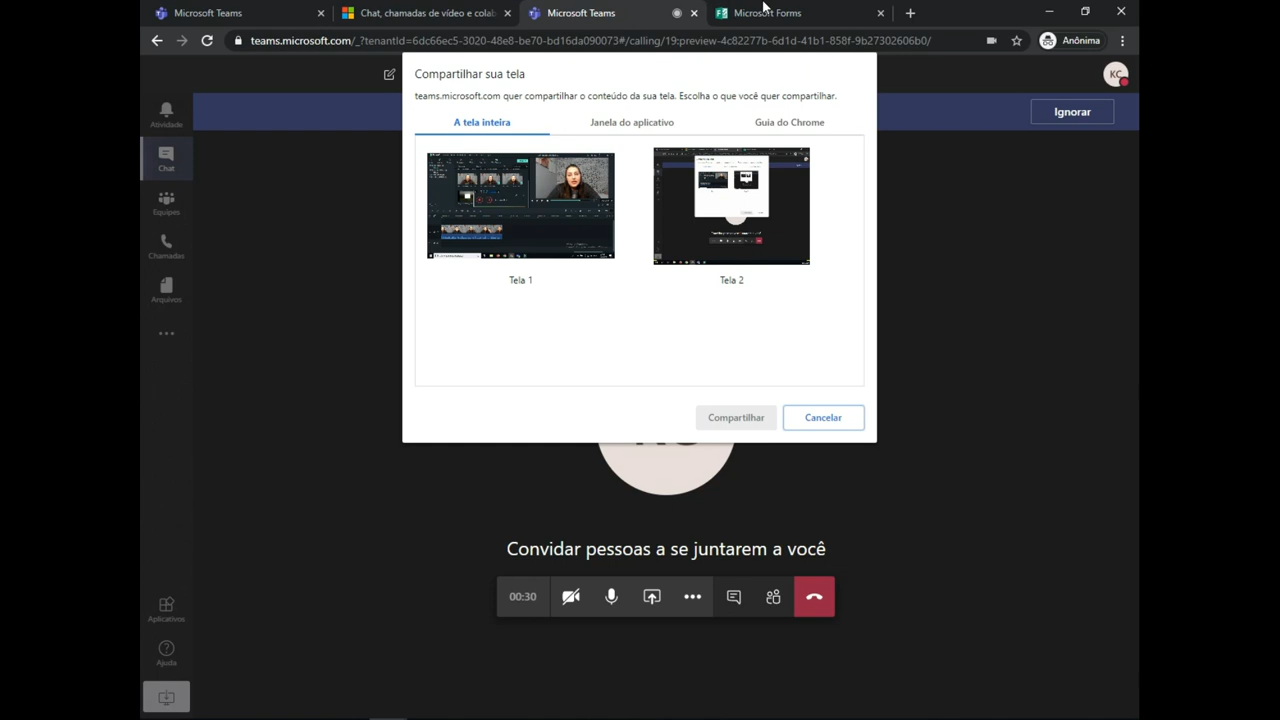 Microsoft Teams
Chat, chamadas de vídeo e colab
Microsoft Teams
Microsoft Forms
teams.microsoft.com/_?tenantId=6dc66ec5-3020-48e8-be70-bd16da090073#/calling/19:preview-4c82277b-6d1d-41b1-858f-9b27302606b0/
Anônima
Compartilhar sua tela
KC
teams.microsoft.com quer compartilhar o conteúdo da sua tela. Escolha o que você quer compartilhar.
Ignorar
A tela inteira
Janela do aplicativo
Guia do Chrome
Atividade
Chat
Equipes
Chamadas
Arquivos
Tela 1
Tela 2
Compartilhar
Cancelar
Convidar pessoas a se juntarem a você
00:30
Aplicativos
Ajuda